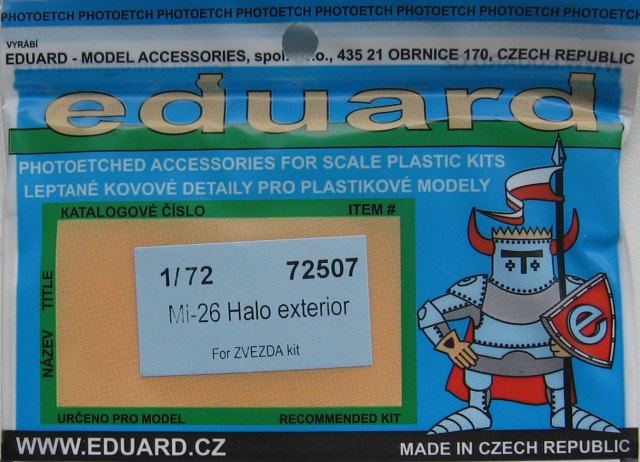 PHOTOETCH PHOTOETCH PHOTOETCH PHOTOETCH PHOTOETCH PHOTOETCH PHOTOETCH PHOTOETCH
VYRÁBÍ
EDUARD - MODEL ACCESSORIES, spol. r.o., 435 21 OBRNICE 170, CZECH REPUBLIC
eduard
PHOTOETCHED ACCESSORIES FOR SCALE PLASTIC KITS
LEPTANÉ KOVOVÉ DETAILY PRO PLASTIKOVÉ MODELY
KATALOGOVÉ ČÍSLO ITEM #
NÁZEV TITLE
1/72 72507
Mi-26 Halo exterior
For ZVEZDA kit
e
URČENO PRO MODEL RECOMMENDED KIT
WWW.EDUARD.CZ MADE IN CZECH REPUBLIC